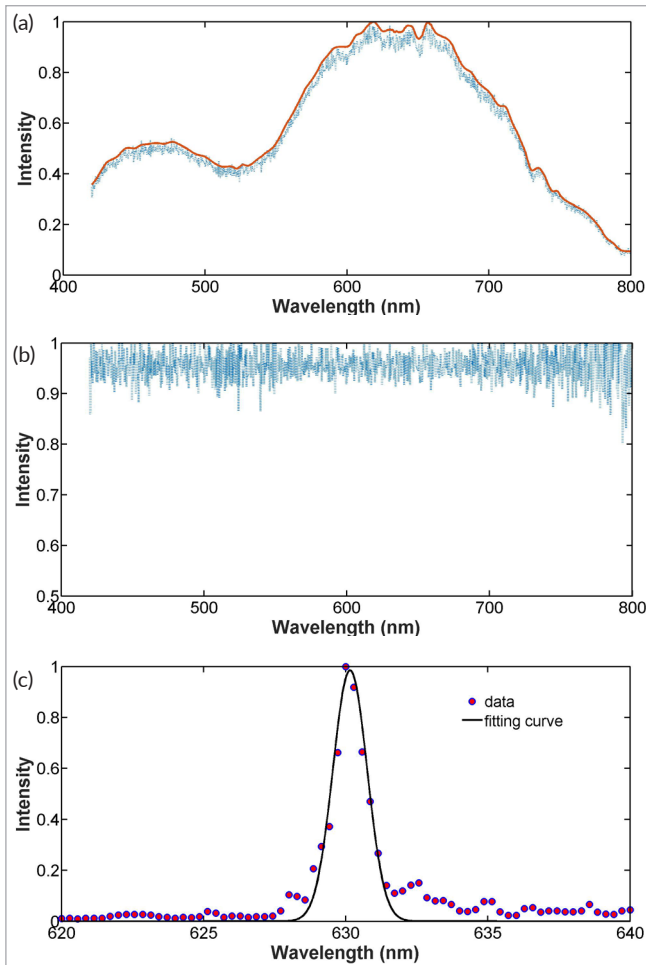 (a)
1
0.8
0.6
0.4
0.2
0
Intensity
400 500 600 700 800
Wavelength (nm)
(b)
1
0.9
0.8
0.7
0.6
0.5
Intensity
400 500 600 700 800
Wavelength (nm)
(c)
1
0.8
0.6
0.4
0.2
0
Intensity
data
fitting curve
620 625 630 635 640
Wavelength (nm)